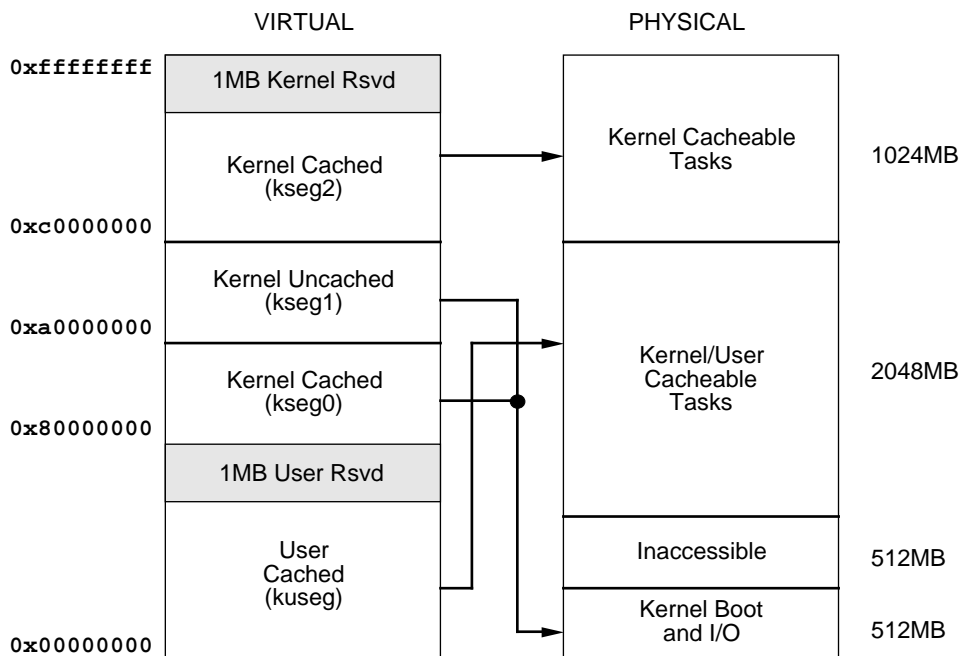 VIRTUAL
PHYSICAL
0xffffffff
1MB Kernel Rsvd
Kernel Cached
(kseg2)
0xc0000000
Kernel Uncached
(kseg1)
0xa0000000
Kernel Cached
(kseg0)
0x80000000
1MB User Rsvd
User
Cached
(kuseg)
0x00000000
Kernel Cacheable
Tasks
1024MB
Kernel/User
Cacheable
Tasks
2048MB
Inaccessible
512MB
Kernel Boot
and I/O
512MB